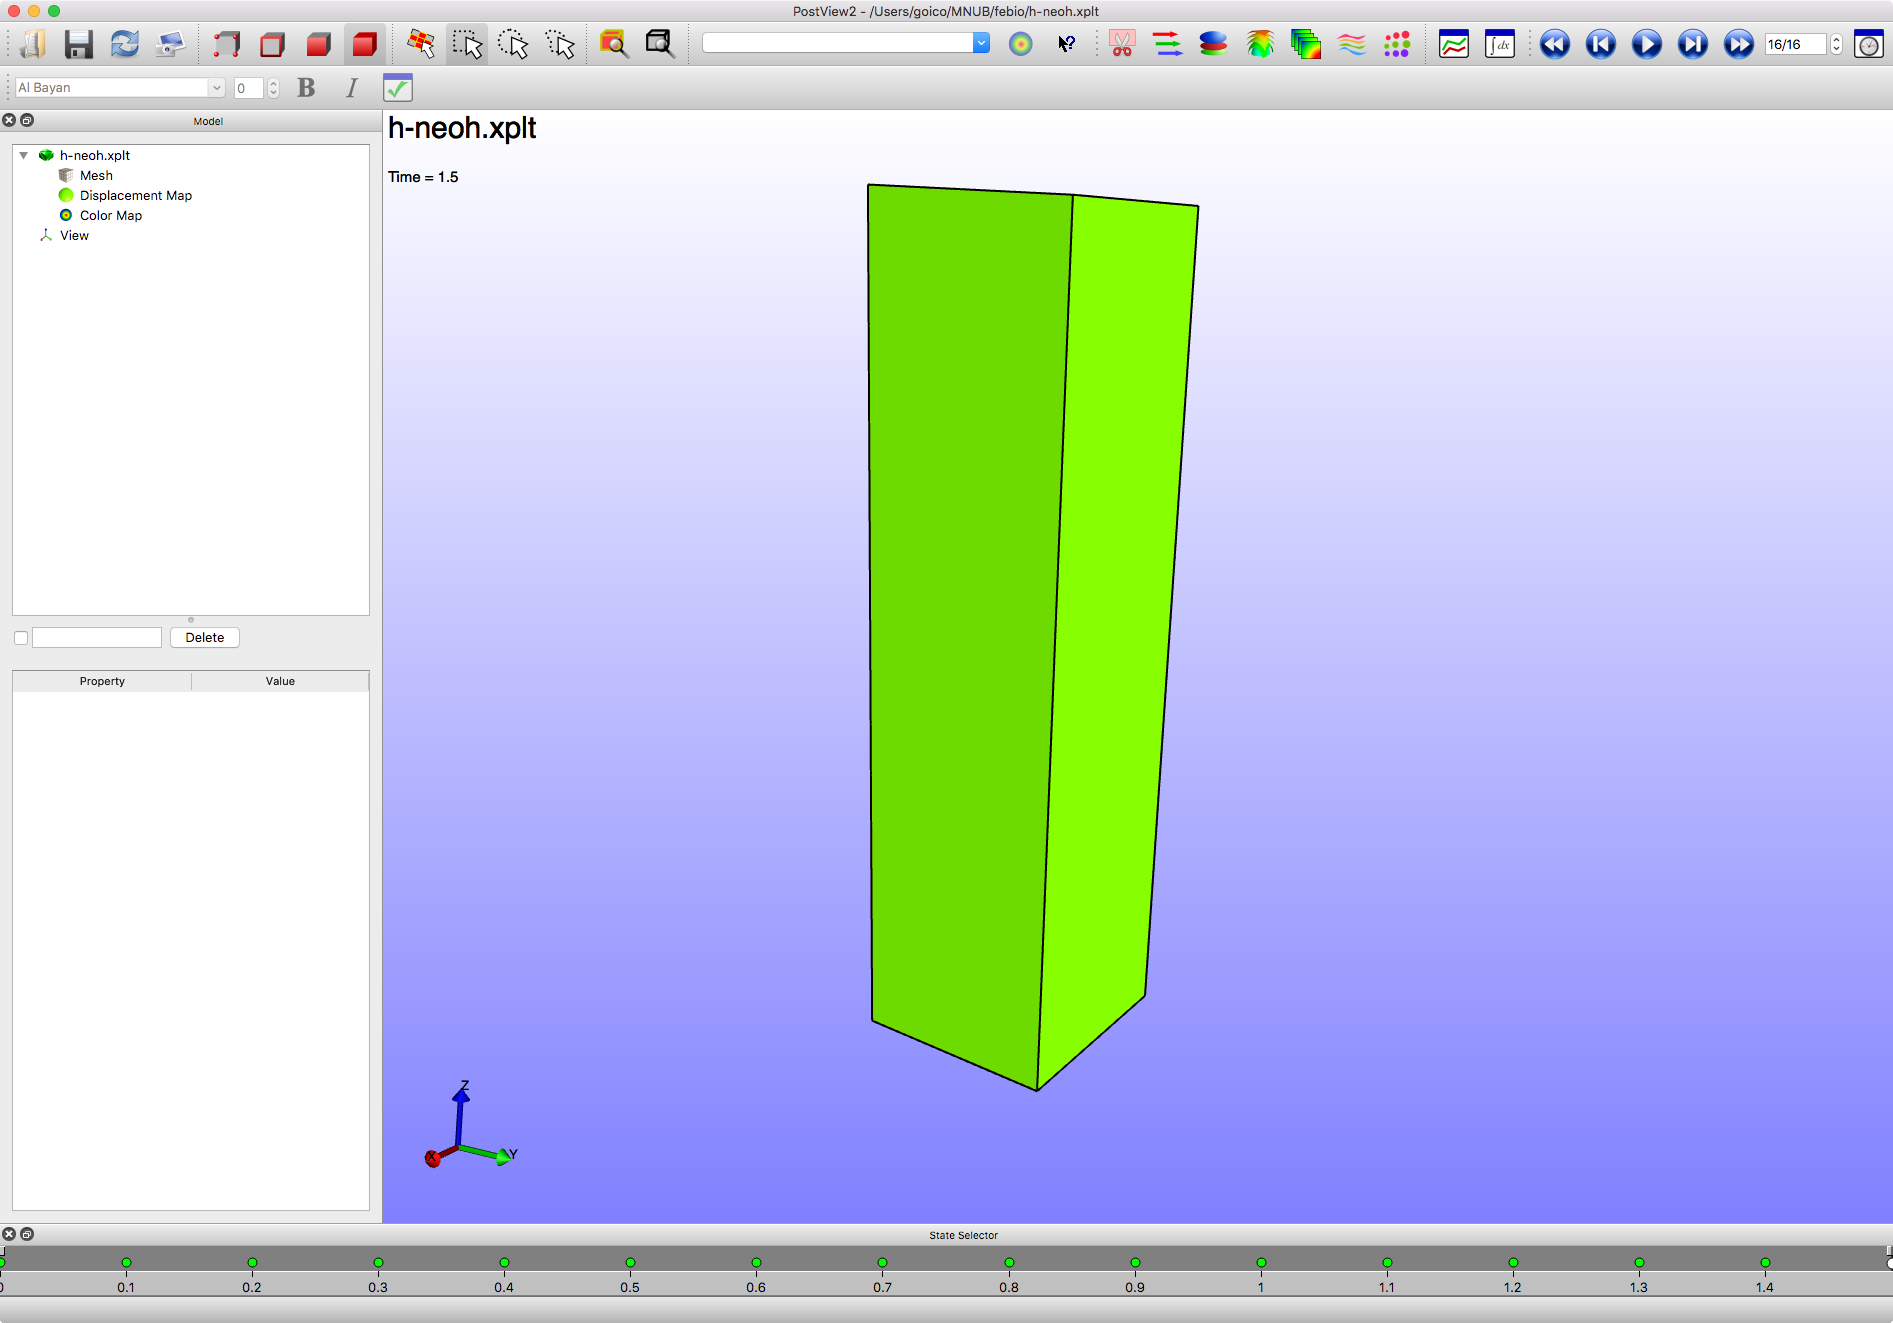 PostView2 - /Users/goico/MNUB/febio/h-neoh.xplt
∫dx
16/16
Al Bayan
0
B
I
Model
h-neoh.xplt
Mesh
Displacement Map
Color Map
View
Delete
Property
Value
h-neoh.xplt
Time = 1.5
Z
X
Y
State Selector
0
0.1
0.2
0.3
0.4
0.5
0.6
0.7
0.8
0.9
1
1.1
1.2
1.3
1.4